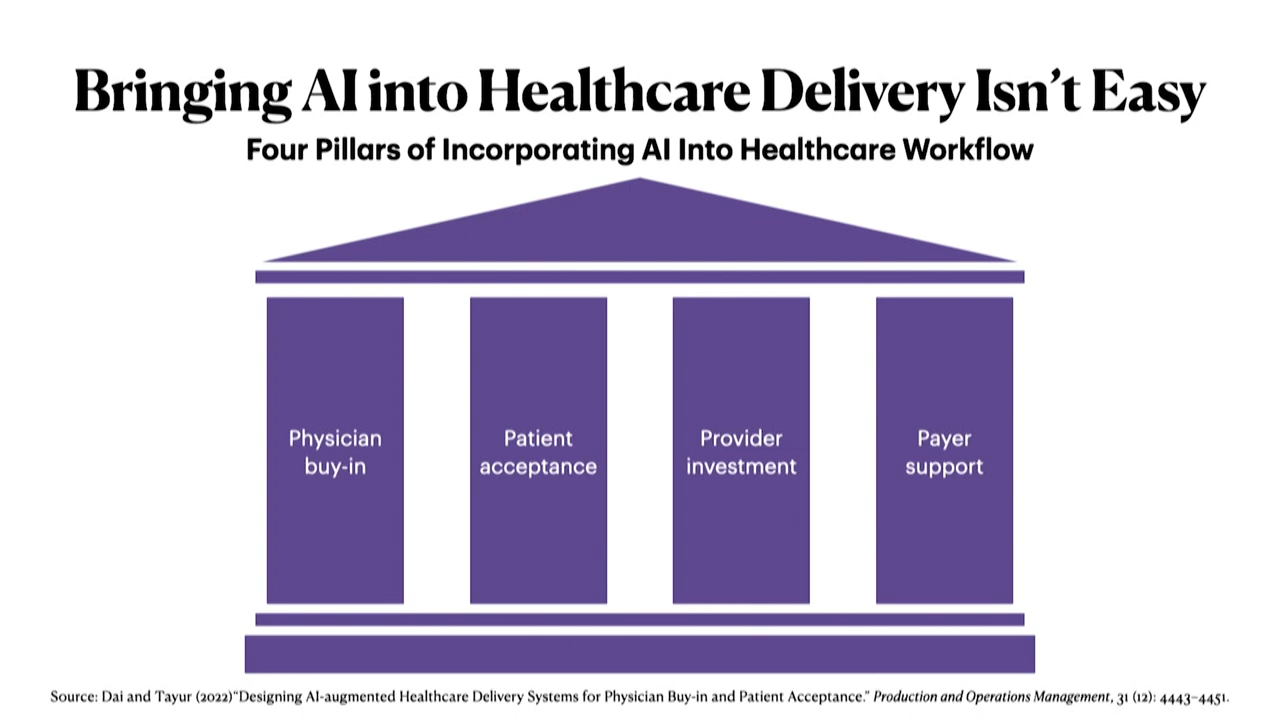 Bringing AI into Healthcare Delivery Isn’t Easy
Four Pillars of Incorporating AI Into Healthcare Workflow
Physician
buy-in
Patient
acceptance
Provider
investment
Payer
support
Source: Dai and Tayur (2022)“Designing AI-augmented Healthcare Delivery Systems for Physician Buy-in and Patient Acceptance.” Production and Operations Management, 31 (12): 4443–4451.